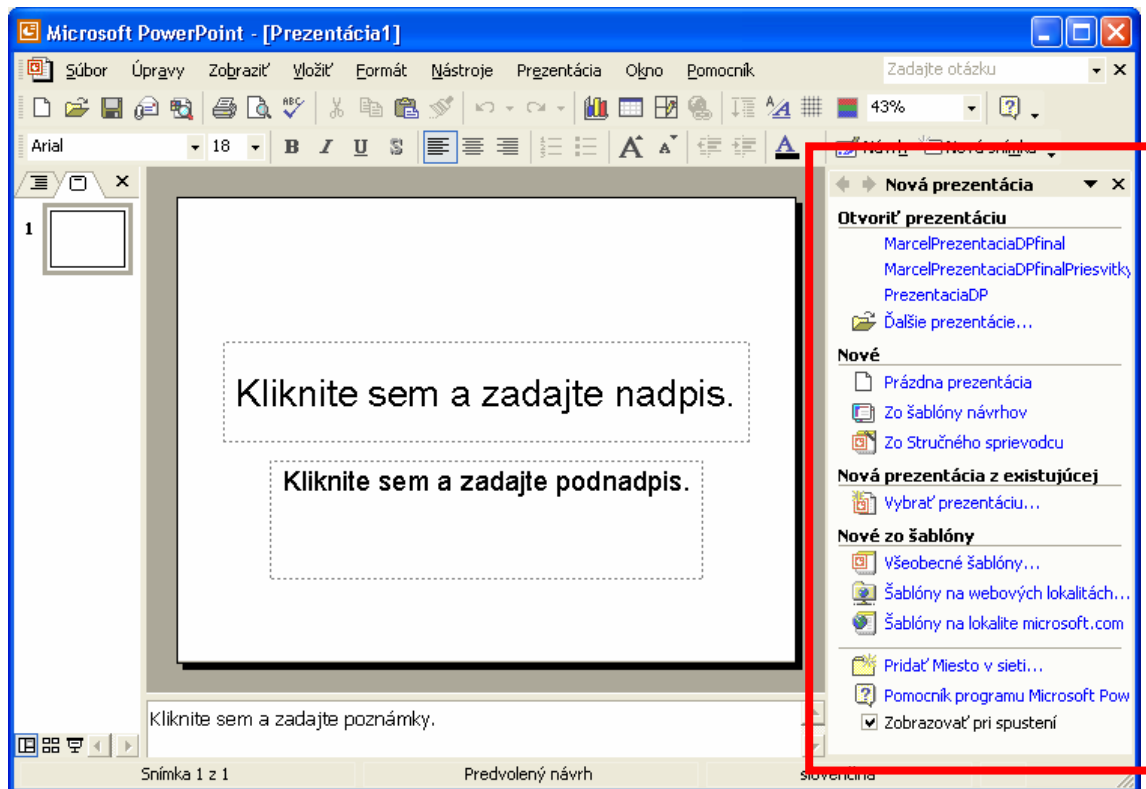 Microsoft PowerPoint - [Prezentácia1]
Súbor Úpravy Zobraziť Vložiť Formát Nástroje Prezentácia Okno Pomocník Zadajte otázku
ABC 43%
Arial 18 B I U S A A A Návrh Nová snímka
1
Kliknite sem a zadajte nadpis.
Kliknite sem a zadajte podnadpis.
Kliknite sem a zadajte poznámky.
Nová prezentácia
Otvoriť prezentáciu
MarcelPrezentaciaDPfinal
MarcelPrezentaciaDPfinalPriesvitky
PrezentaciaDP
Ďalšie prezentácie...
Nové
Prázdna prezentácia
Zo šablóny návrhov
Zo Stručného sprievodcu
Nová prezentácia z existujúcej
Vybrať prezentáciu...
Nové zo šablóny
Všeobecné šablóny...
Šablóny na webových lokalitách...
Šablóny na lokalite microsoft.com
Pridať Miesto v sieti...
Pomocník programu Microsoft Pow
Zobrazovať pri spustení
Snímka 1 z 1 Predvolený návrh slovenčina